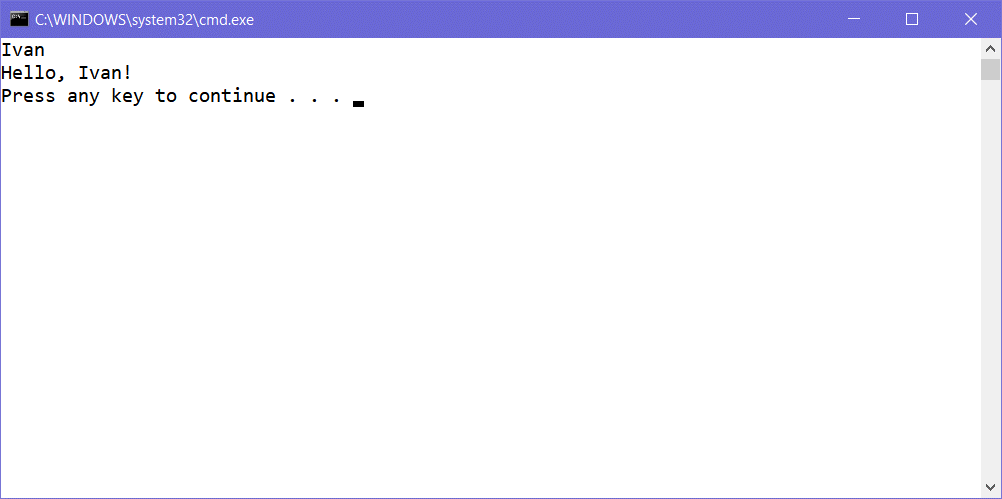 C:\WINDOWS\system32\cmd.exe
Ivan
Hello, Ivan!
Press any key to continue . . .